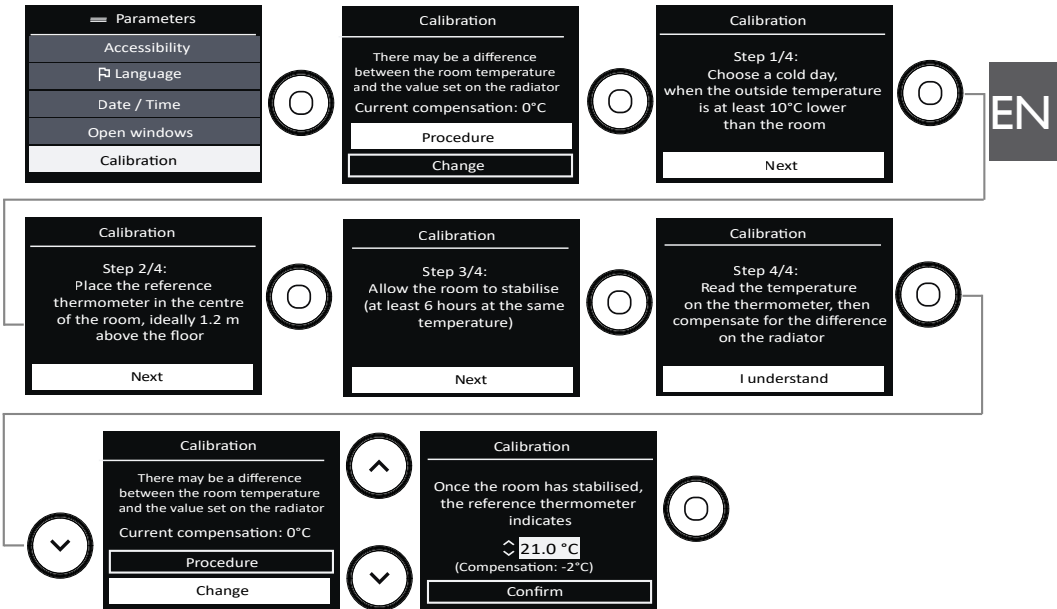 Parameters
Accessibility
Language
Date / Time
Open windows
Calibration
Calibration
There may be a difference
between the room temperature
and the value set on the radiator
Current compensation: 0°C
Procedure
Change
Calibration
Step 1/4:
Choose a cold day,
when the outside temperature
is at least 10°C lower
than the room
Next
EN
Calibration
Step 2/4:
Place the reference
thermometer in the centre
of the room, ideally 1.2 m
above the floor
Next
Calibration
Step 3/4:
Allow the room to stabilise
(at least 6 hours at the same
temperature)
Next
Calibration
Step 4/4:
Read the temperature
on the thermometer, then
compensate for the difference
on the radiator
I understand
Calibration
There may be a difference
between the room temperature
and the value set on the radiator
Current compensation: 0°C
Procedure
Change
Calibration
Once the room has stabilised,
the reference thermometer
indicates
21.0 °C
(Compensation: -2°C)
Confirm